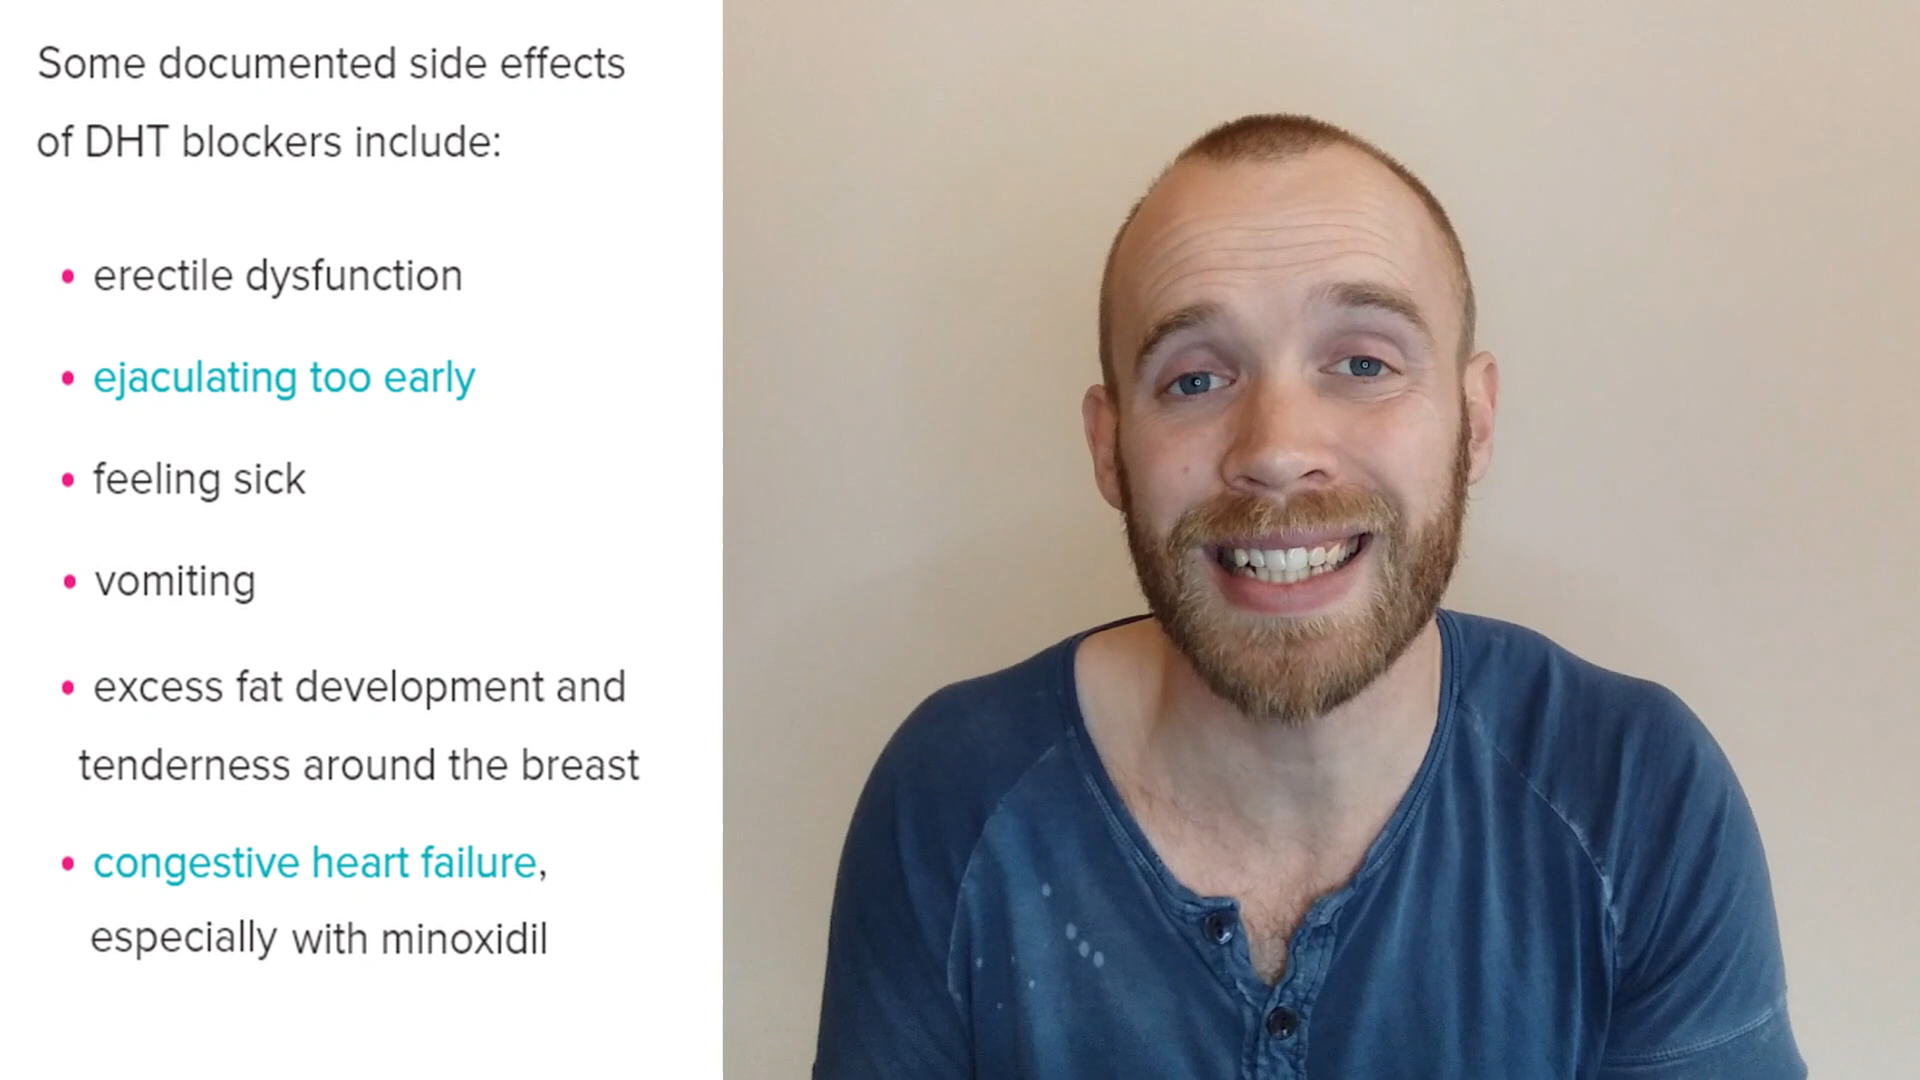 Some documented side effects
of DHT blockers include:
• erectile dysfunction
• ejaculating too early
• feeling sick
• vomiting
• excess fat development and
tenderness around the breast
• congestive heart failure,
especially with minoxidil